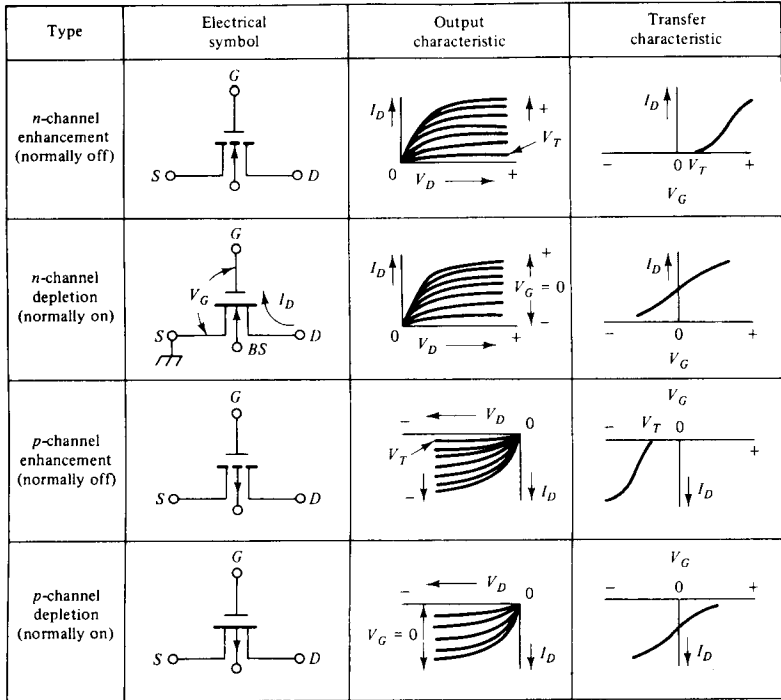 Type
Electrical
symbol
Output
characteristic
Transfer
characteristic
n-channel
enhancement
(normally off)
G
S
D
I_D
+
V_T
0
V_D
+
I_D
−
0
V_T
+
V_G
n-channel
depletion
(normally on)
G
V_G
I_D
S
D
BS
I_D
+
V_G = 0
−
0
V_D
+
I_D
−
0
+
V_G
p-channel
enhancement
(normally off)
G
S
D
−
V_D
0
V_T
−
I_D
V_G
−
V_T
0
+
I_D
p-channel
depletion
(normally on)
G
S
D
−
V_D
0
V_G = 0
I_D
V_G
−
0
+
I_D